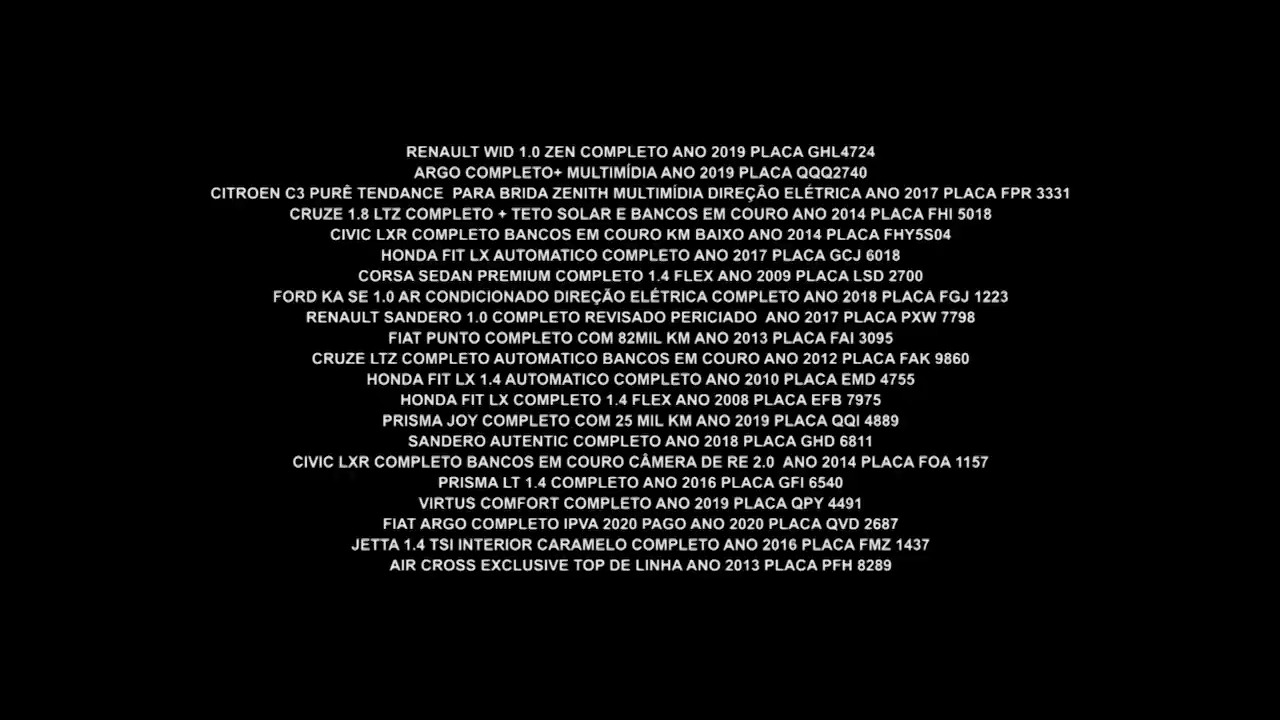 RENAULT WID 1.0 ZEN COMPLETO ANO 2019 PLACA GHL4724
ARGO COMPLETO+ MULTIMÍDIA ANO 2019 PLACA QQQ2740
CITROEN C3 PURÊ TENDANCE  PARA BRIDA ZENITH MULTIMÍDIA DIREÇÃO ELÉTRICA ANO 2017 PLACA FPR 3331
CRUZE 1.8 LTZ COMPLETO + TETO SOLAR E BANCOS EM COURO ANO 2014 PLACA FHI 5018
CIVIC LXR COMPLETO BANCOS EM COURO KM BAIXO ANO 2014 PLACA FHY5S04
HONDA FIT LX AUTOMATICO COMPLETO ANO 2017 PLACA GCJ 6018
CORSA SEDAN PREMIUM COMPLETO 1.4 FLEX ANO 2009 PLACA LSD 2700
FORD KA SE 1.0 AR CONDICIONADO DIREÇÃO ELÉTRICA COMPLETO ANO 2018 PLACA FGJ 1223
RENAULT SANDERO 1.0 COMPLETO REVISADO PERICIADO  ANO 2017 PLACA PXW 7798
FIAT PUNTO COMPLETO COM 82MIL KM ANO 2013 PLACA FAI 3095
CRUZE LTZ COMPLETO AUTOMATICO BANCOS EM COURO ANO 2012 PLACA FAK 9860
HONDA FIT LX 1.4 AUTOMATICO COMPLETO ANO 2010 PLACA EMD 4755
HONDA FIT LX COMPLETO 1.4 FLEX ANO 2008 PLACA EFB 7975
PRISMA JOY COMPLETO COM 25 MIL KM ANO 2019 PLACA QQI 4889
SANDERO AUTENTIC COMPLETO ANO 2018 PLACA GHD 6811
CIVIC LXR COMPLETO BANCOS EM COURO CÂMERA DE RE 2.0  ANO 2014 PLACA FOA 1157
PRISMA LT 1.4 COMPLETO ANO 2016 PLACA GFI 6540
VIRTUS COMFORT COMPLETO ANO 2019 PLACA QPY 4491
FIAT ARGO COMPLETO IPVA 2020 PAGO ANO 2020 PLACA QVD 2687
JETTA 1.4 TSI INTERIOR CARAMELO COMPLETO ANO 2016 PLACA FMZ 1437
AIR CROSS EXCLUSIVE TOP DE LINHA ANO 2013 PLACA PFH 8289